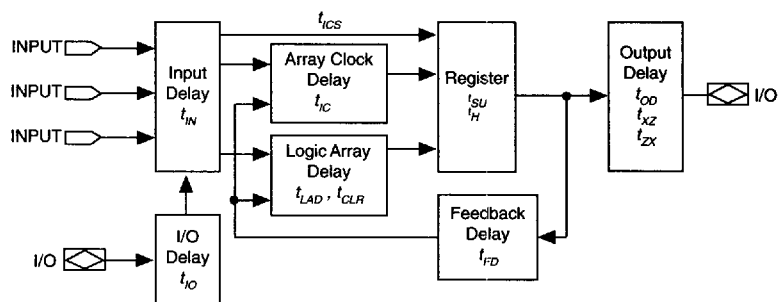 INPUT
INPUT
INPUT
I/O
Input
Delay
tIN
I/O
Delay
tIO
tICS
Array Clock
Delay
tIC
Logic Array
Delay
tLAD , tCLR
Register
tSU
tH
Feedback
Delay
tFD
Output
Delay
tOD
tXZ
tZX
I/O